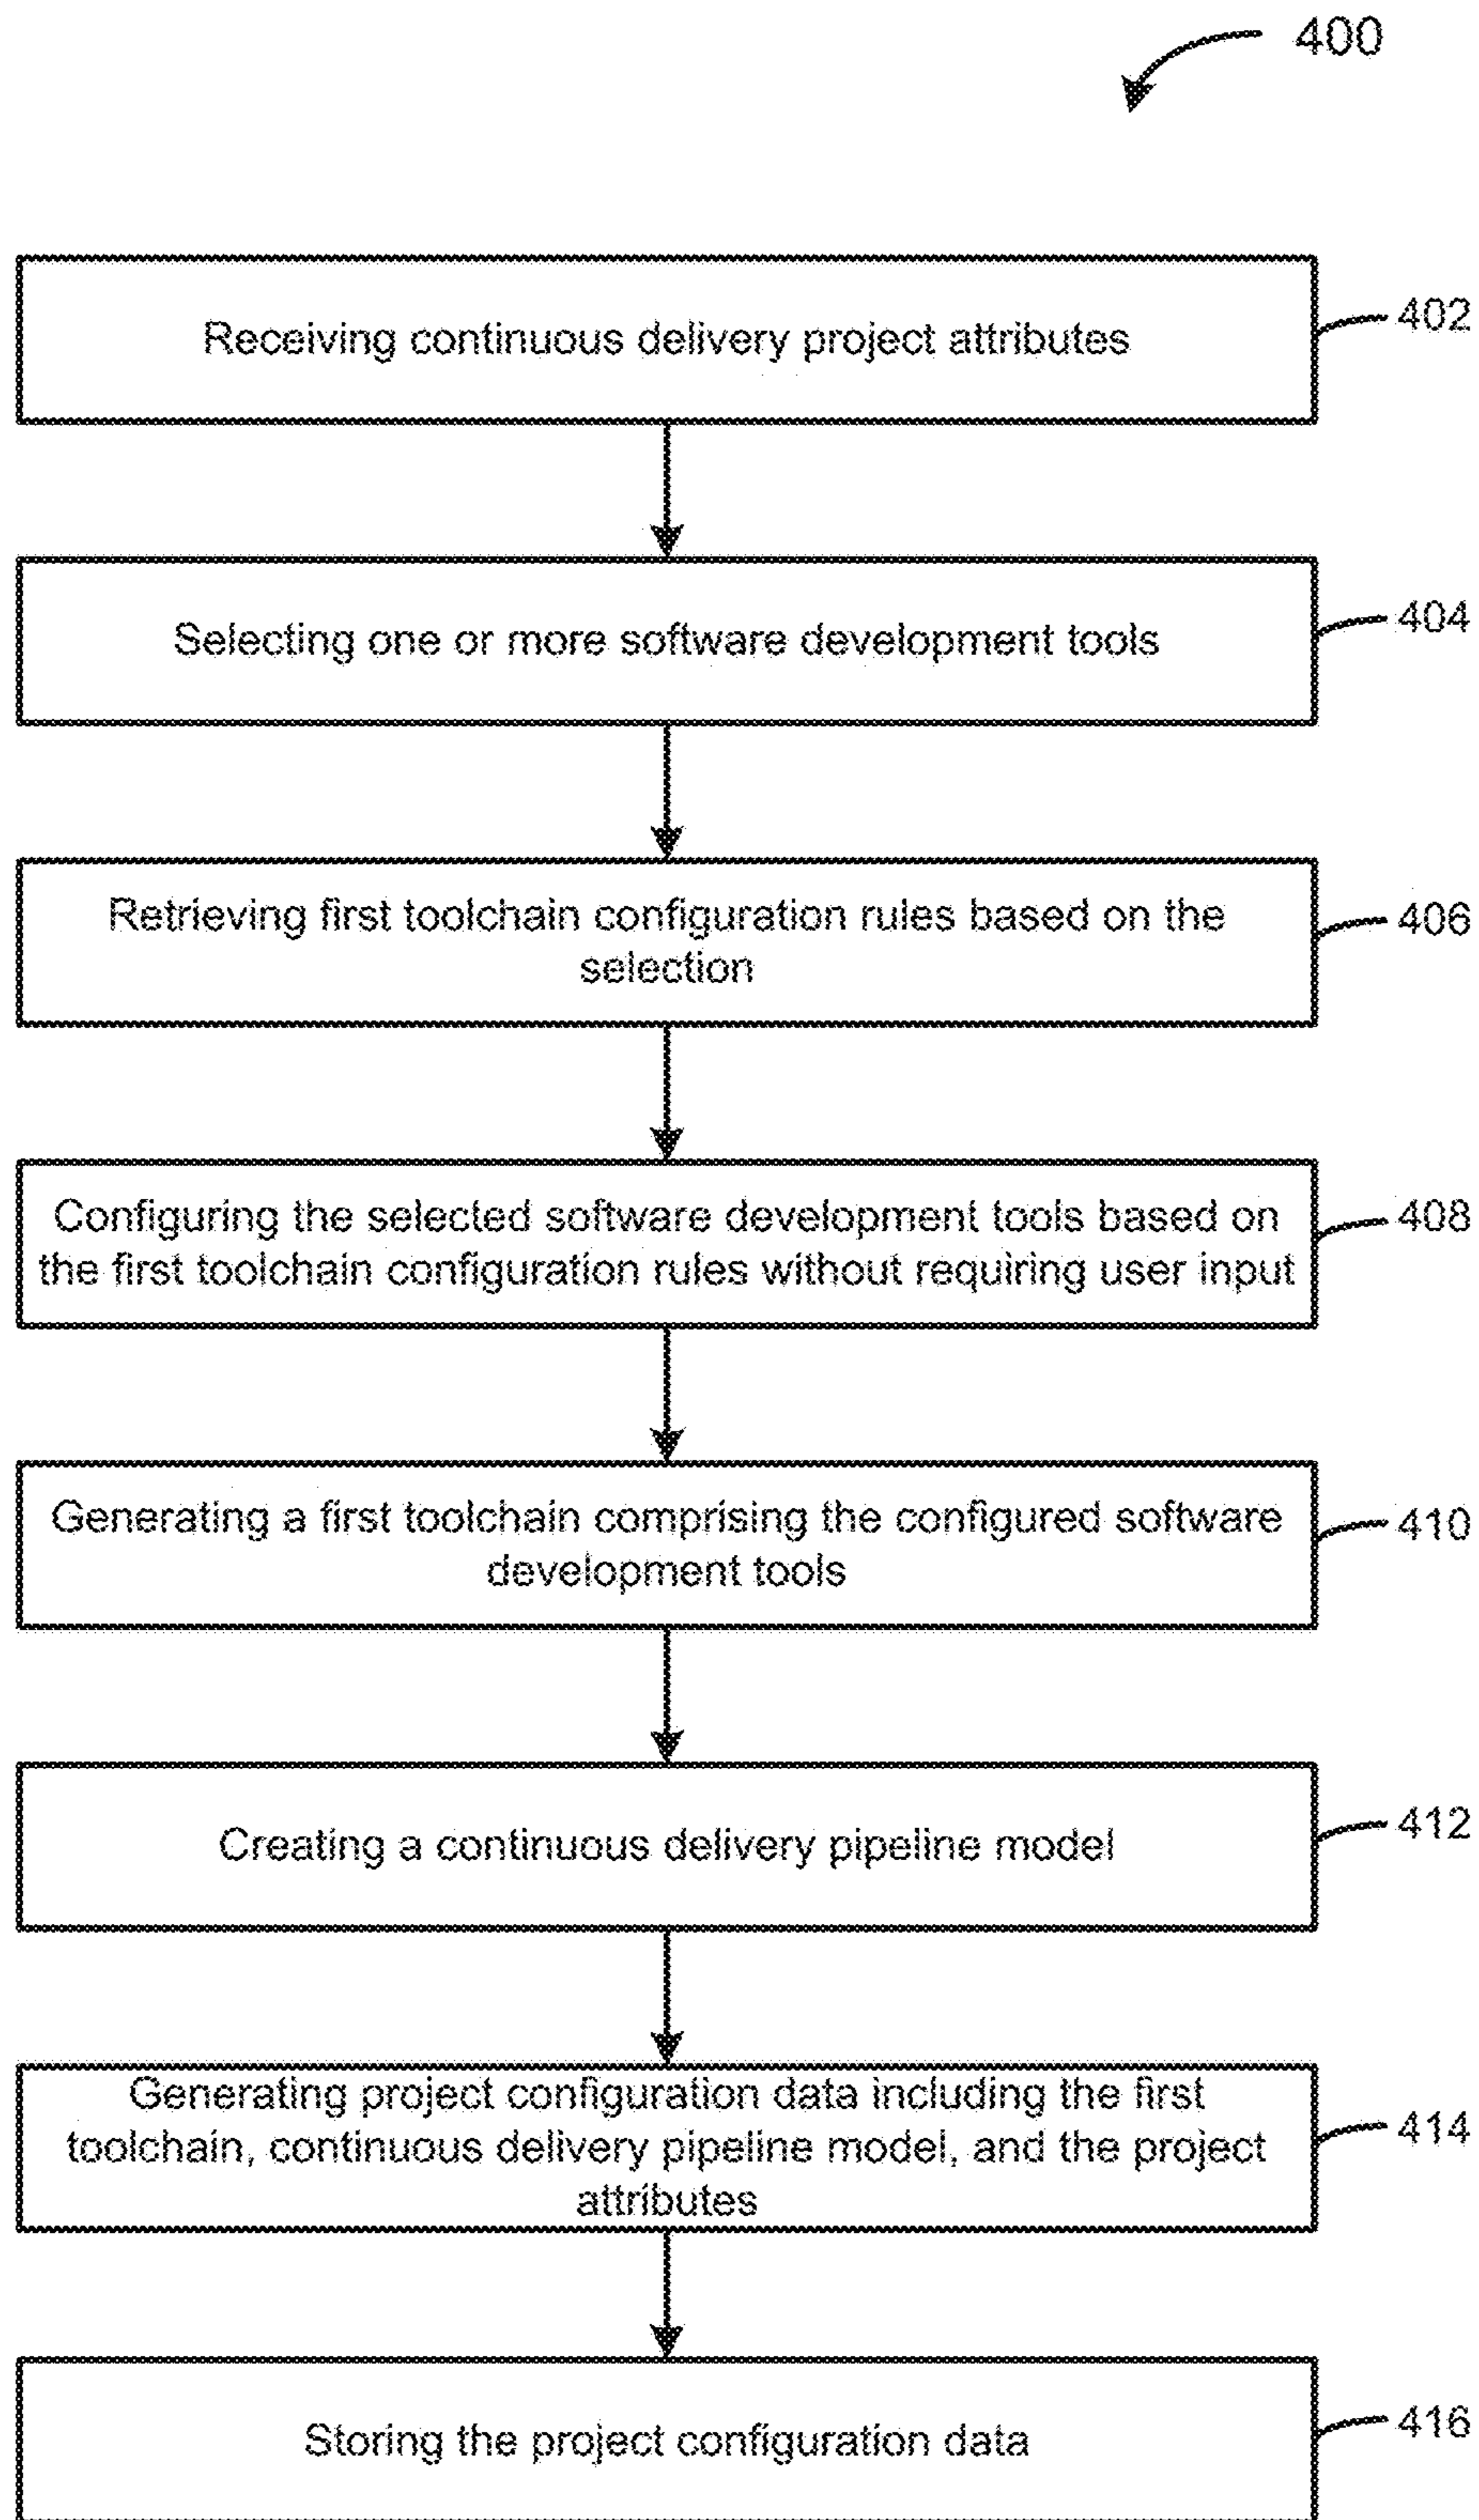 400
Receiving continuous delivery project attributes
402
Selecting one or more software development tools
404
Retrieving first toolchain configuration rules based on the
selection
406
Configuring the selected software development tools based on
the first toolchain configuration rules without requiring user input
408
Generating a first toolchain comprising the configured software
development tools
410
Creating a continuous delivery pipeline model
412
Generating project configuration data including the first
toolchain, continuous delivery pipeline model, and the project
attributes
414
Storing the project configuration data
416